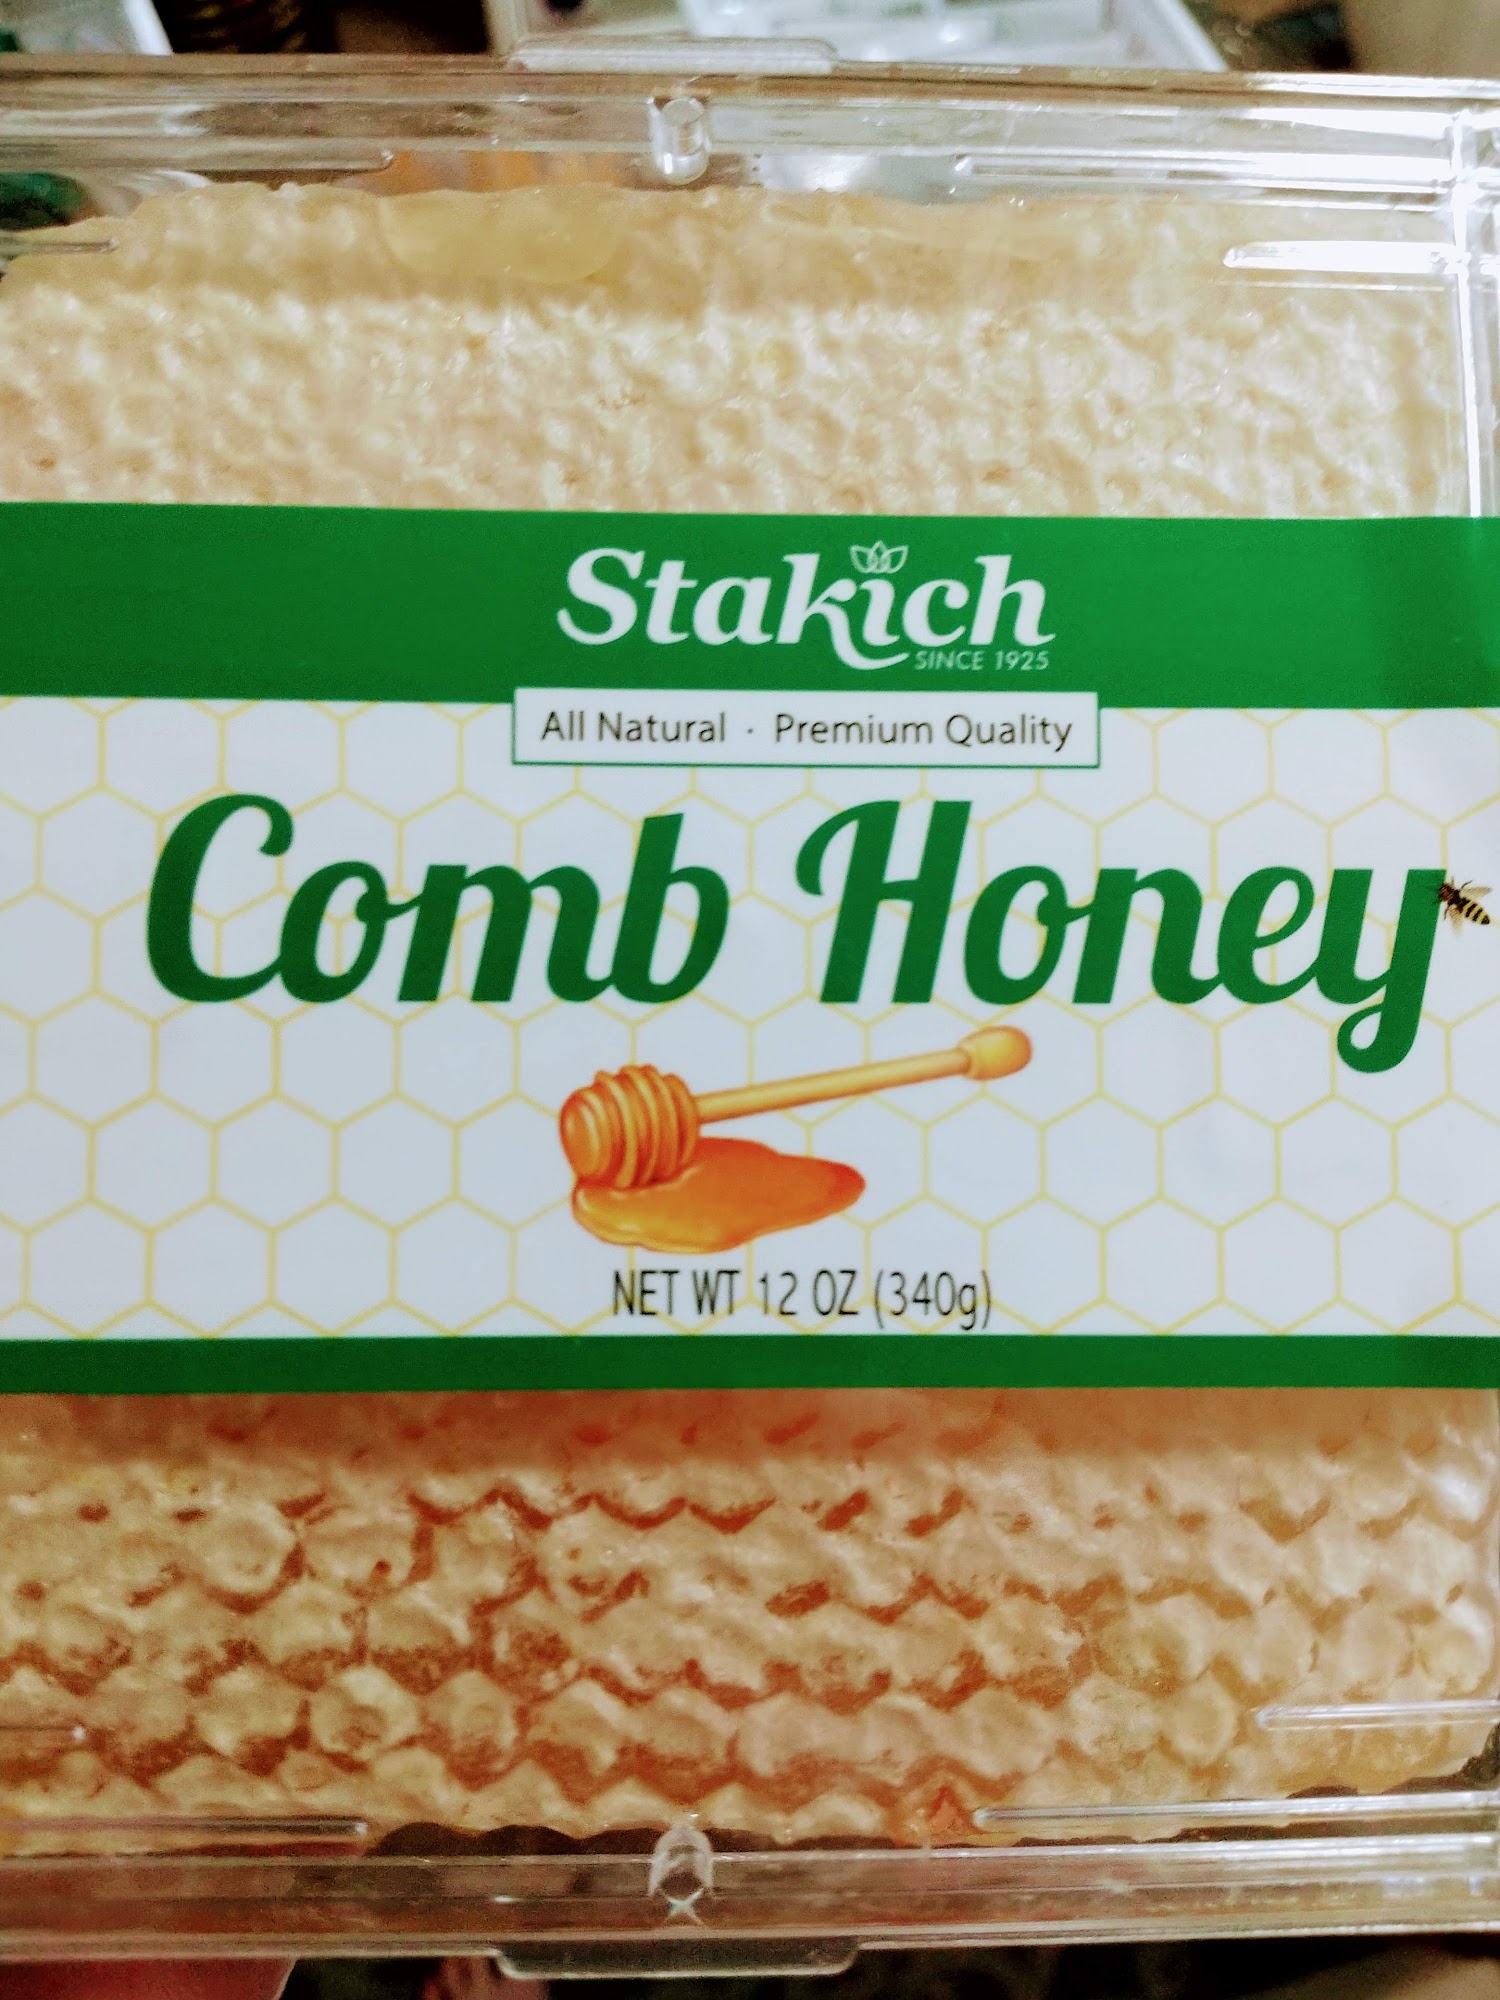 Stakich
SINCE 1925
All Natural · Premium Quality
Comb Honey
NET WT 12 OZ (340g)